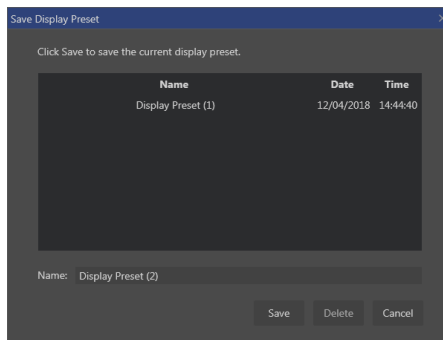 Save Display Preset
Click Save to save the current display preset.
Name Date Time
Display Preset (1) 12/04/2018 14:44:40
Name: Display Preset (2)
Save Delete Cancel